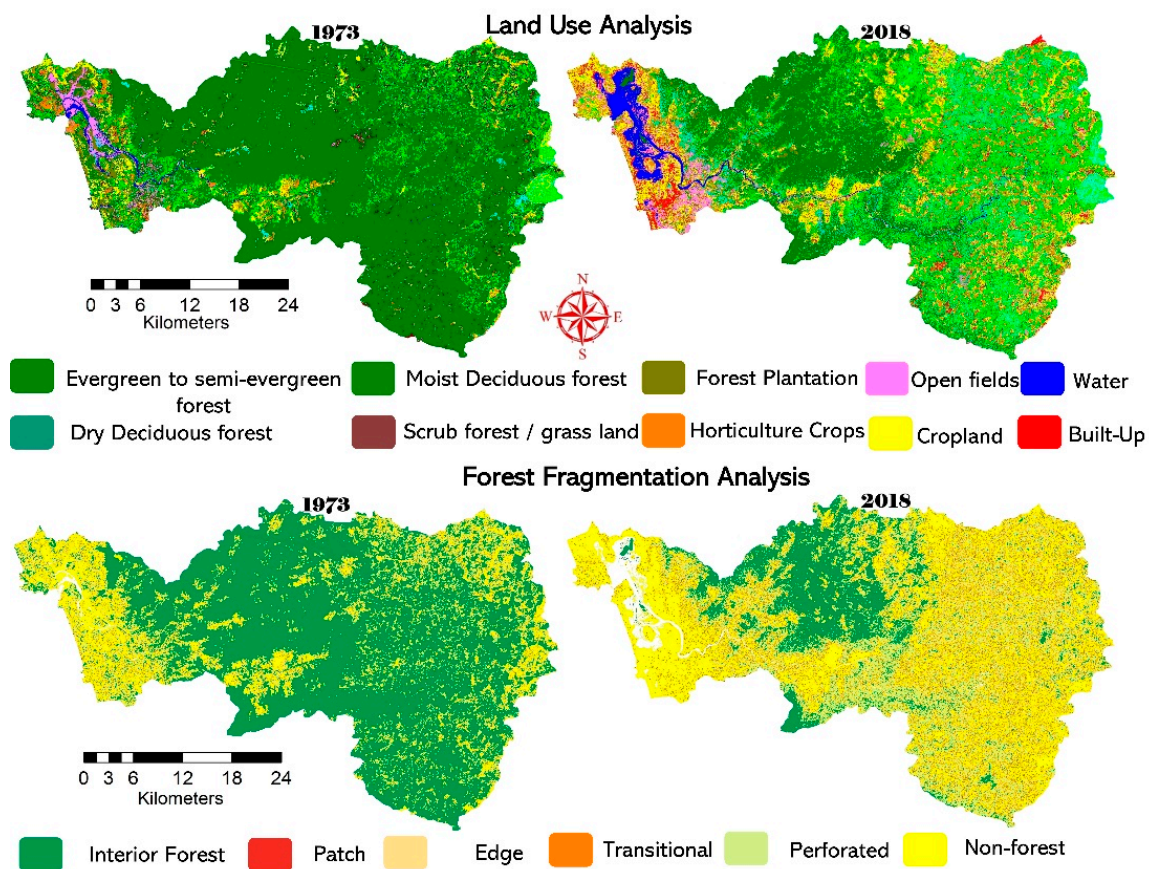 Land Use Analysis
1973
2018
0 3 6 12 18 24
Kilometers
N
W E
S
Evergreen to semi-evergreen
forest
Moist Deciduous forest
Forest Plantation
Open fields
Water
Dry Deciduous forest
Scrub forest / grass land
Horticulture Crops
Cropland
Built-Up
Forest Fragmentation Analysis
1973
2018
0 3 6 12 18 24
Kilometers
Interior Forest
Patch
Edge
Transitional
Perforated
Non-forest